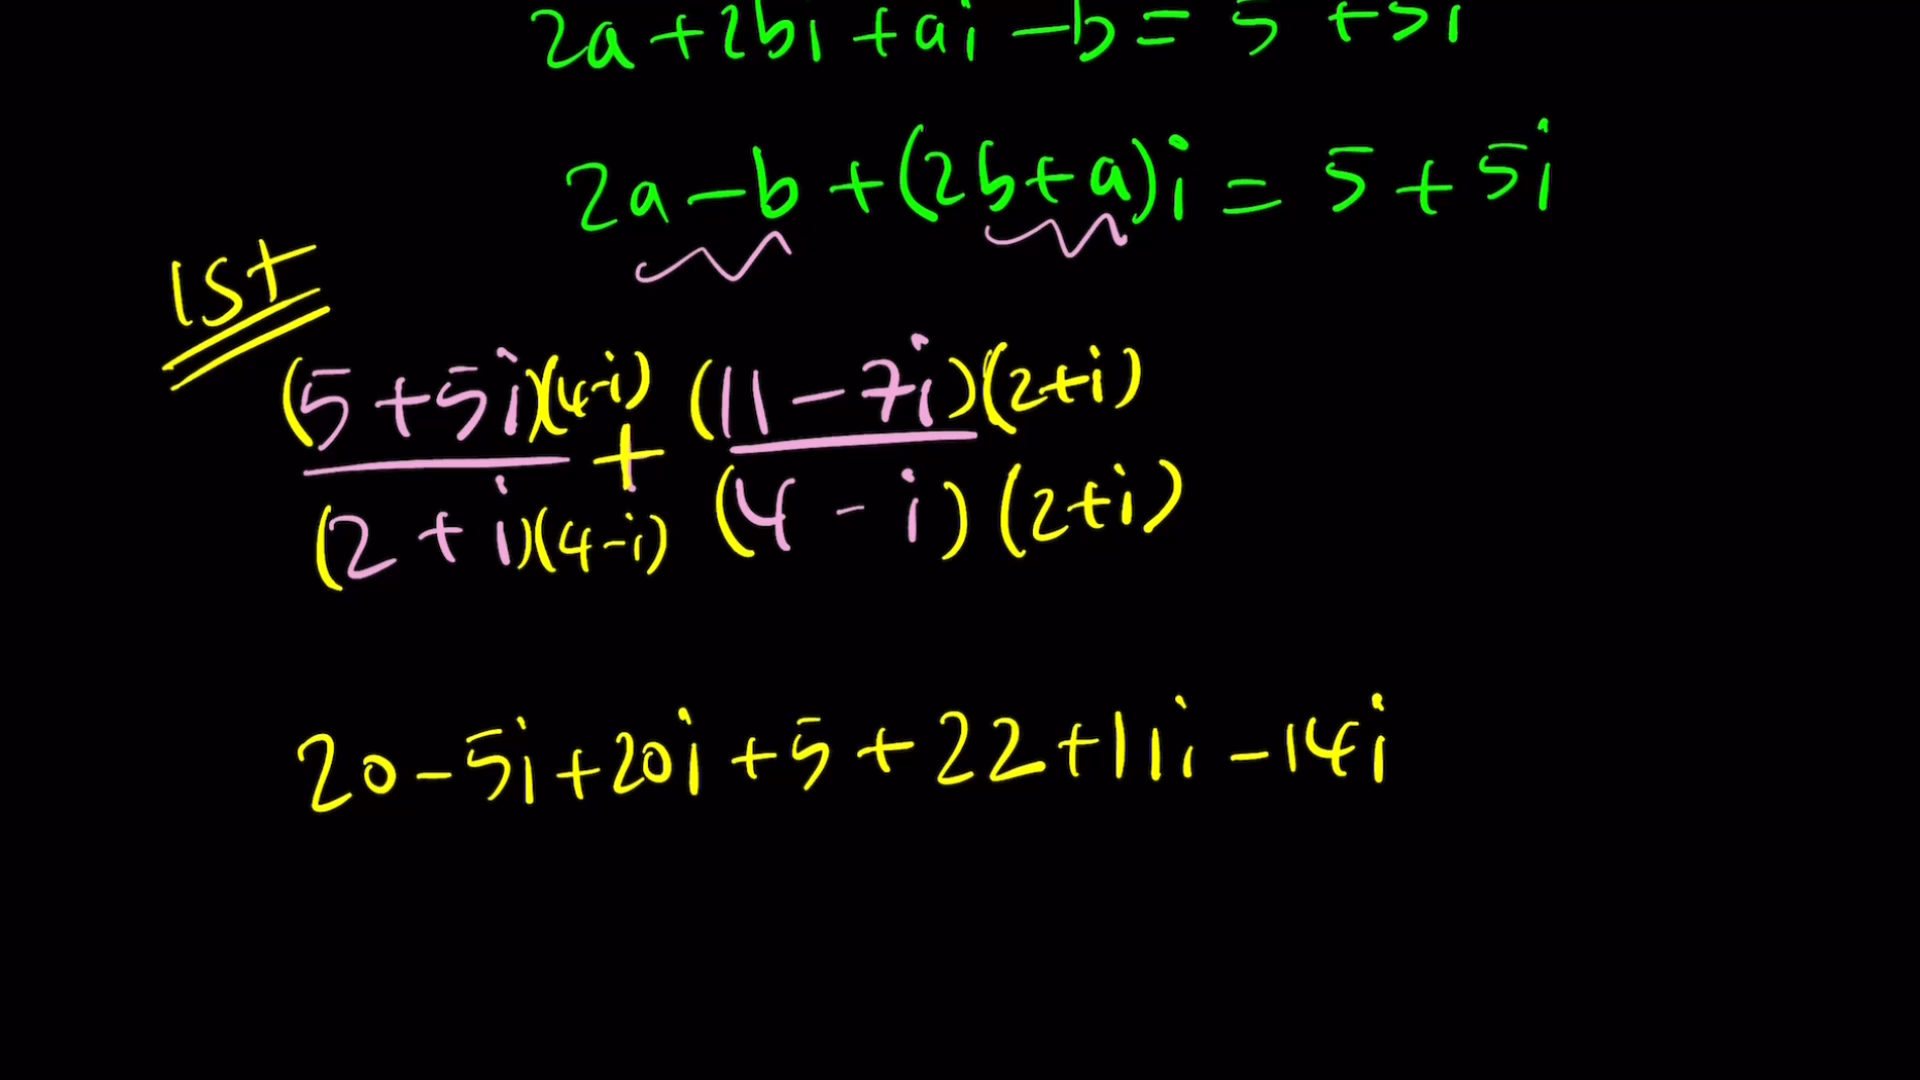 2a+2bi+ai-b=5+5i
2a-b+(2b+a)i=5+5i
1st
(5+5i)(4-i) + (11-7i)(2+i)
(2+i)(4-i) (4-i)(2+i)
20-5i+20i+5+22+11i-14i